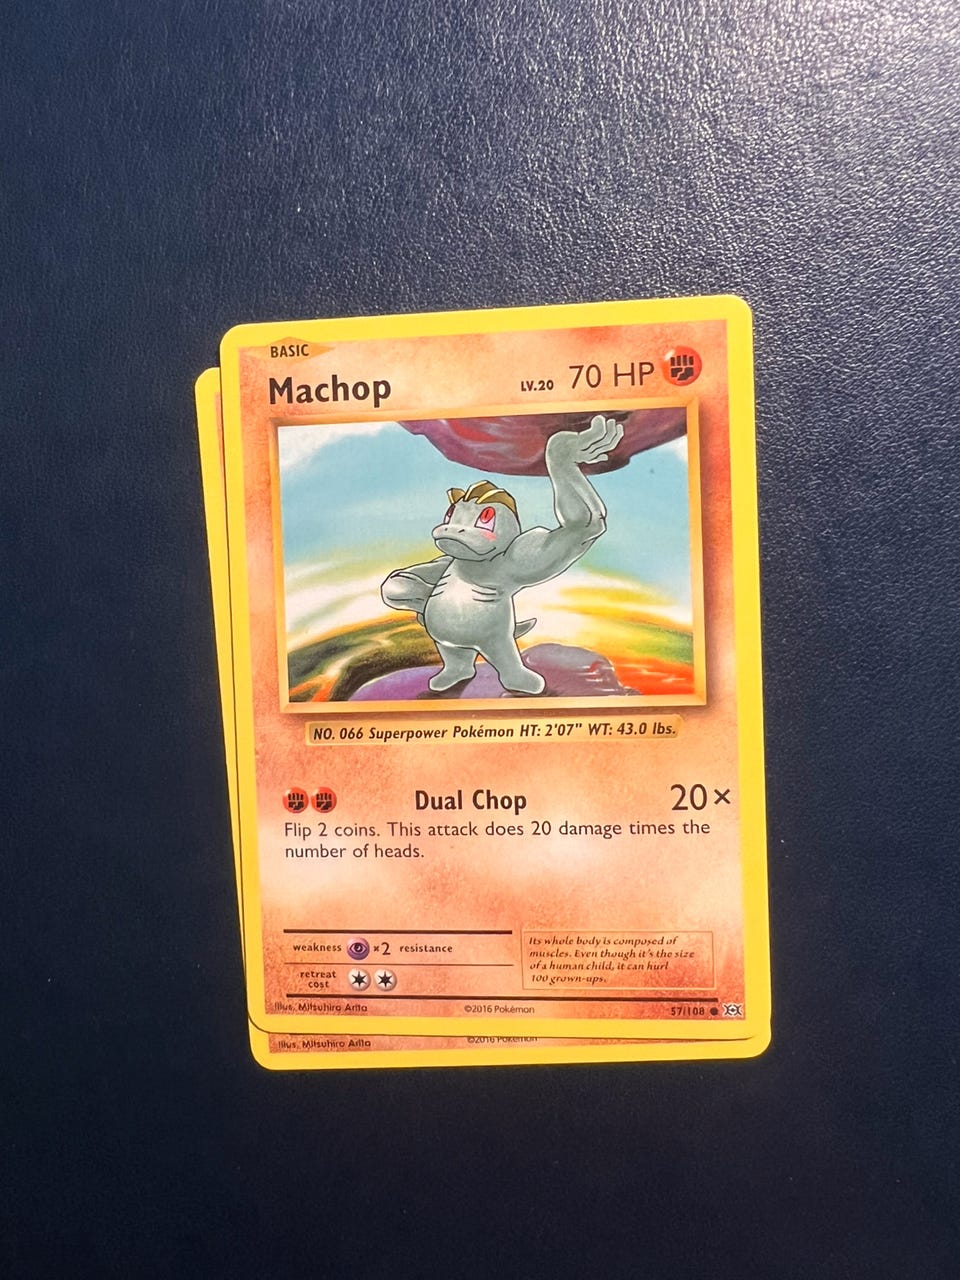 BASIC
Machop LV.20 70 HP
NO. 066 Superpower Pokémon HT: 2'07" WT: 43.0 lbs.
Dual Chop 20×
Flip 2 coins. This attack does 20 damage times the
number of heads.
weakness ×2 resistance
retreat
cost
Its whole body is composed of
muscles. Even though it's the size
of a human child, it can hurl
100 grown-ups.
Illus. Mitsuhiro Arita ©2016 Pokémon 57/108
Illus. Mitsuhiro Arita ©2016 Pokémon